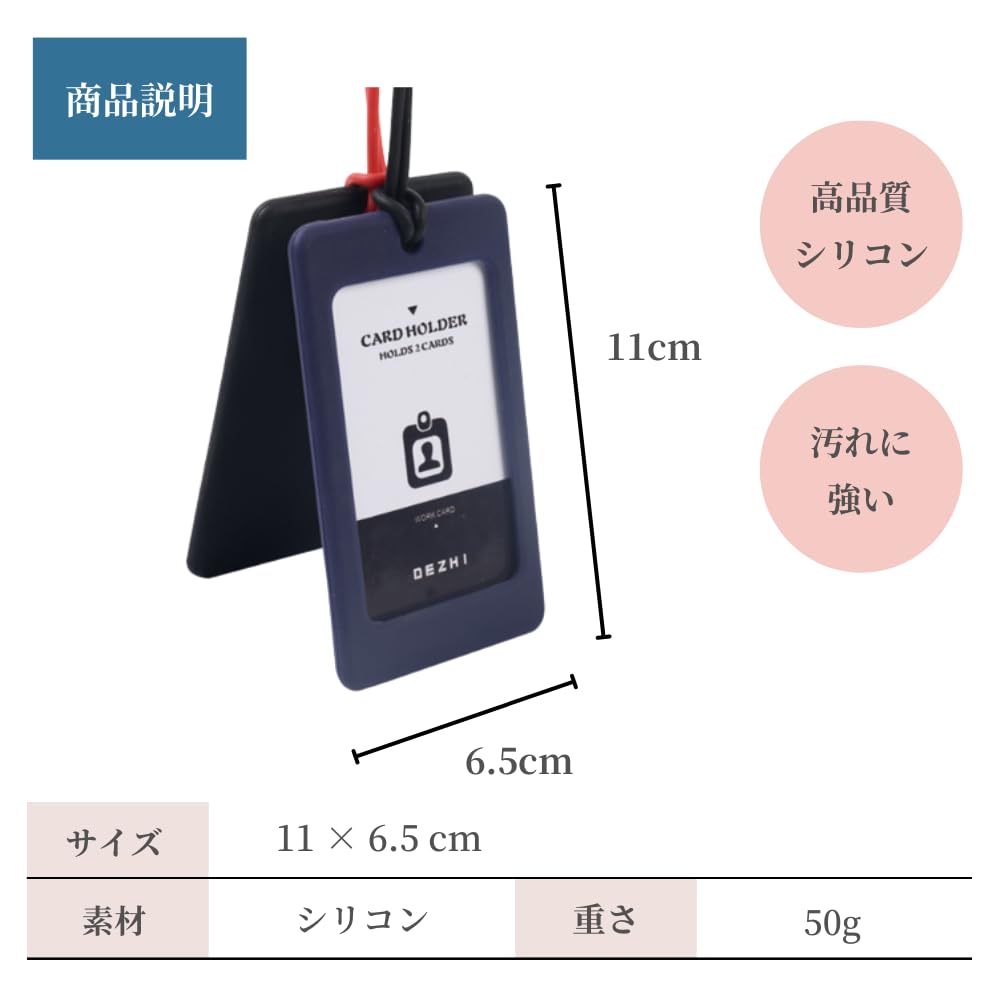 商品説明
高品質
シリコン
CARD HOLDER
HOLDS 2 CARDS
11cm
汚れに
強い
WORK CARD
DEZHI
6.5cm
サイズ
11 × 6.5 cm
素材
シリコン
重さ
50g